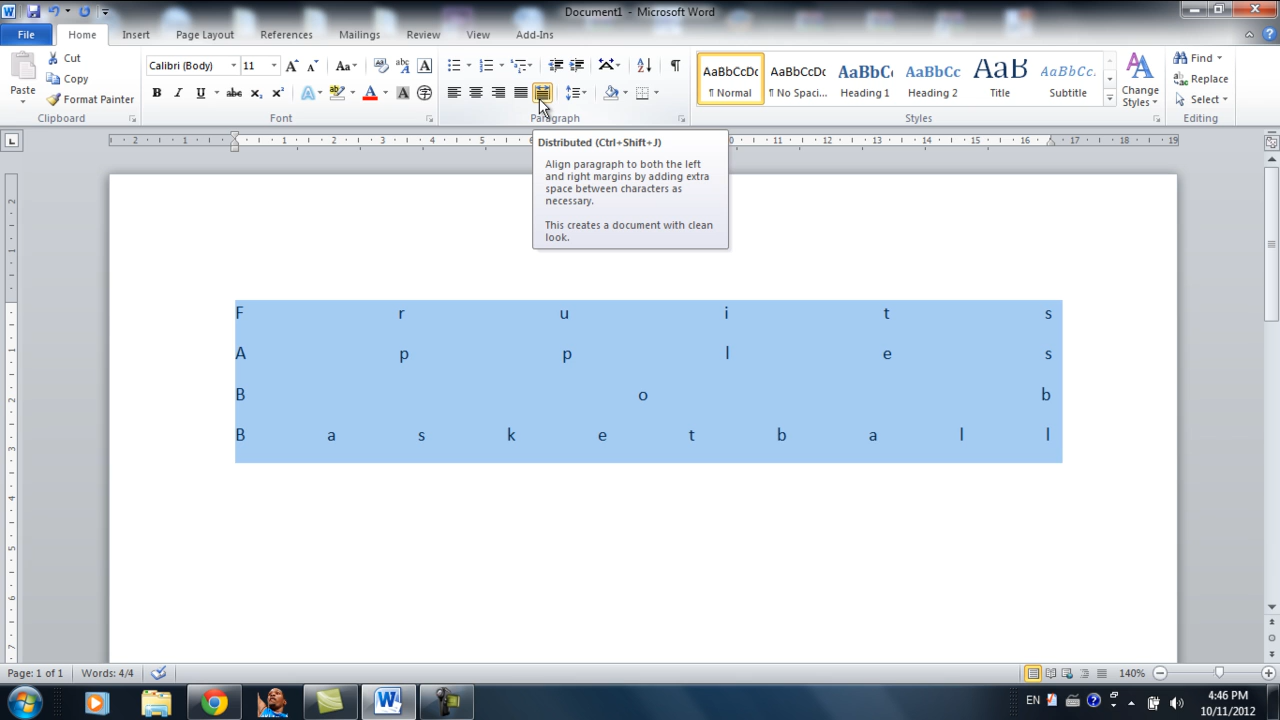 Document1 - Microsoft Word
File Home Insert Page Layout References Mailings Review View Add-Ins
Paste
Cut
Copy
Format Painter
Clipboard
Calibri (Body) 11
Font
Paragraph
AaBbCcDc AaBbCcDc AaBbCc AaBbCc AaB AaBbCcDc
¶ Normal ¶ No Spaci... Heading 1 Heading 2 Title Subtitle
Change
Styles
Styles
Find
Replace
Select
Editing
Distributed (Ctrl+Shift+J)
Align paragraph to both the left
and right margins by adding extra
space between characters as
necessary.
This creates a document with clean
look.
F r u i t s
A p p l e s
B o b
B a s k e t b a l l
Page: 1 of 1 Words: 4/4 140%
EN 4:46 PM
10/11/2012